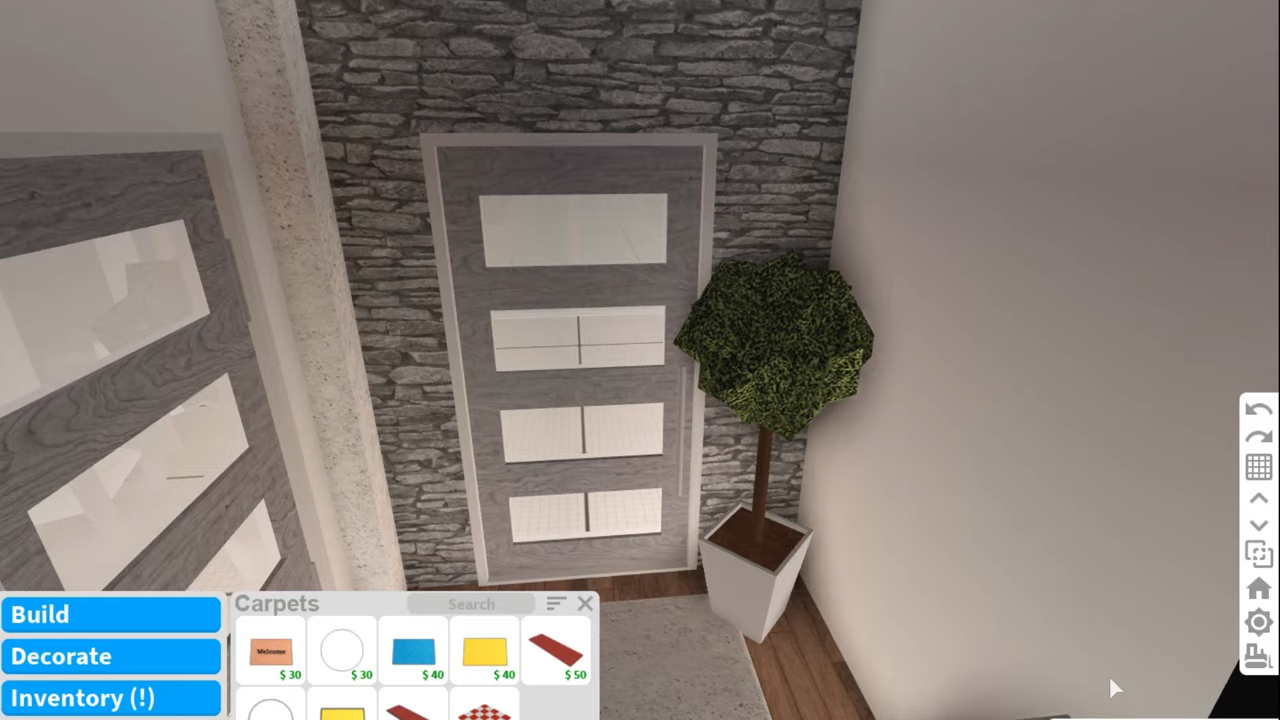 Build
Decorate
Inventory (!)
Carpets
Search
Welcome
$ 30
$ 30
$ 40
$ 40
$ 50